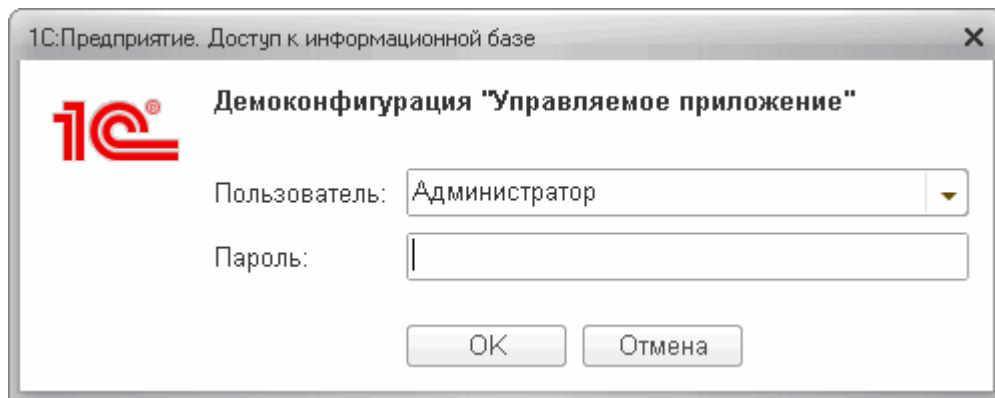 1С:Предприятие. Доступ к информационной базе
1С®
Демоконфигурация "Управляемое приложение"
Пользователь: Администратор
Пароль:
OK Отмена